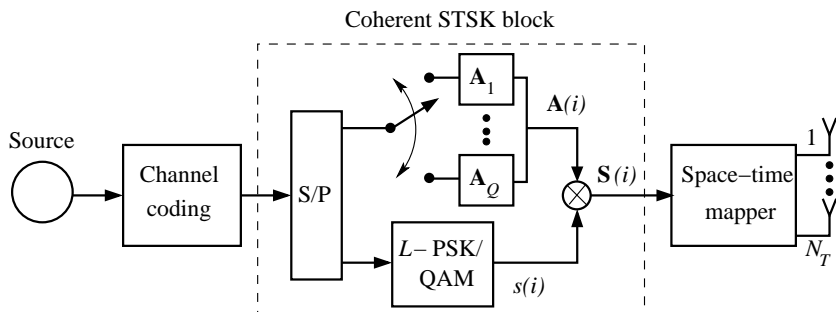 Coherent STSK block
Source
Channel
coding
S/P
A1
AQ
A(i)
L− PSK/
QAM
s(i)
S(i)
Space−time
mapper
1
NT